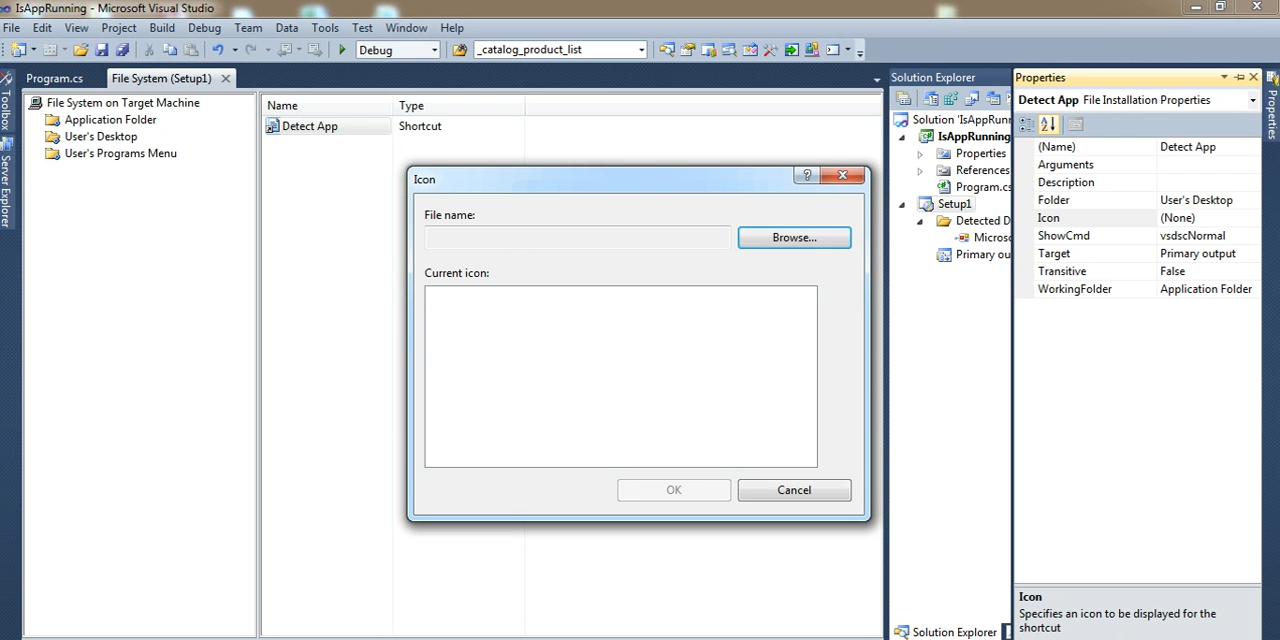 IsAppRunning - Microsoft Visual Studio
File Edit View Project Build Debug Team Data Tools Test Window Help
Debug _catalog_product_list
Program.cs File System (Setup1)
Toolbox
Server Explorer
File System on Target Machine
Application Folder
User's Desktop
User's Programs Menu
Name Type
Detect App Shortcut
Icon
File name:
Browse...
Current icon:
OK Cancel
Solution Explorer
Solution 'IsAppRunn
IsAppRunning
Properties
References
Program.cs
Setup1
Detected D
Microso
Primary ou
Solution Explorer
Properties
Detect App File Installation Properties
(Name) Detect App
Arguments
Description
Folder User's Desktop
Icon (None)
ShowCmd vsdscNormal
Target Primary output
Transitive False
WorkingFolder Application Folder
Icon
Specifies an icon to be displayed for the
shortcut
Properties